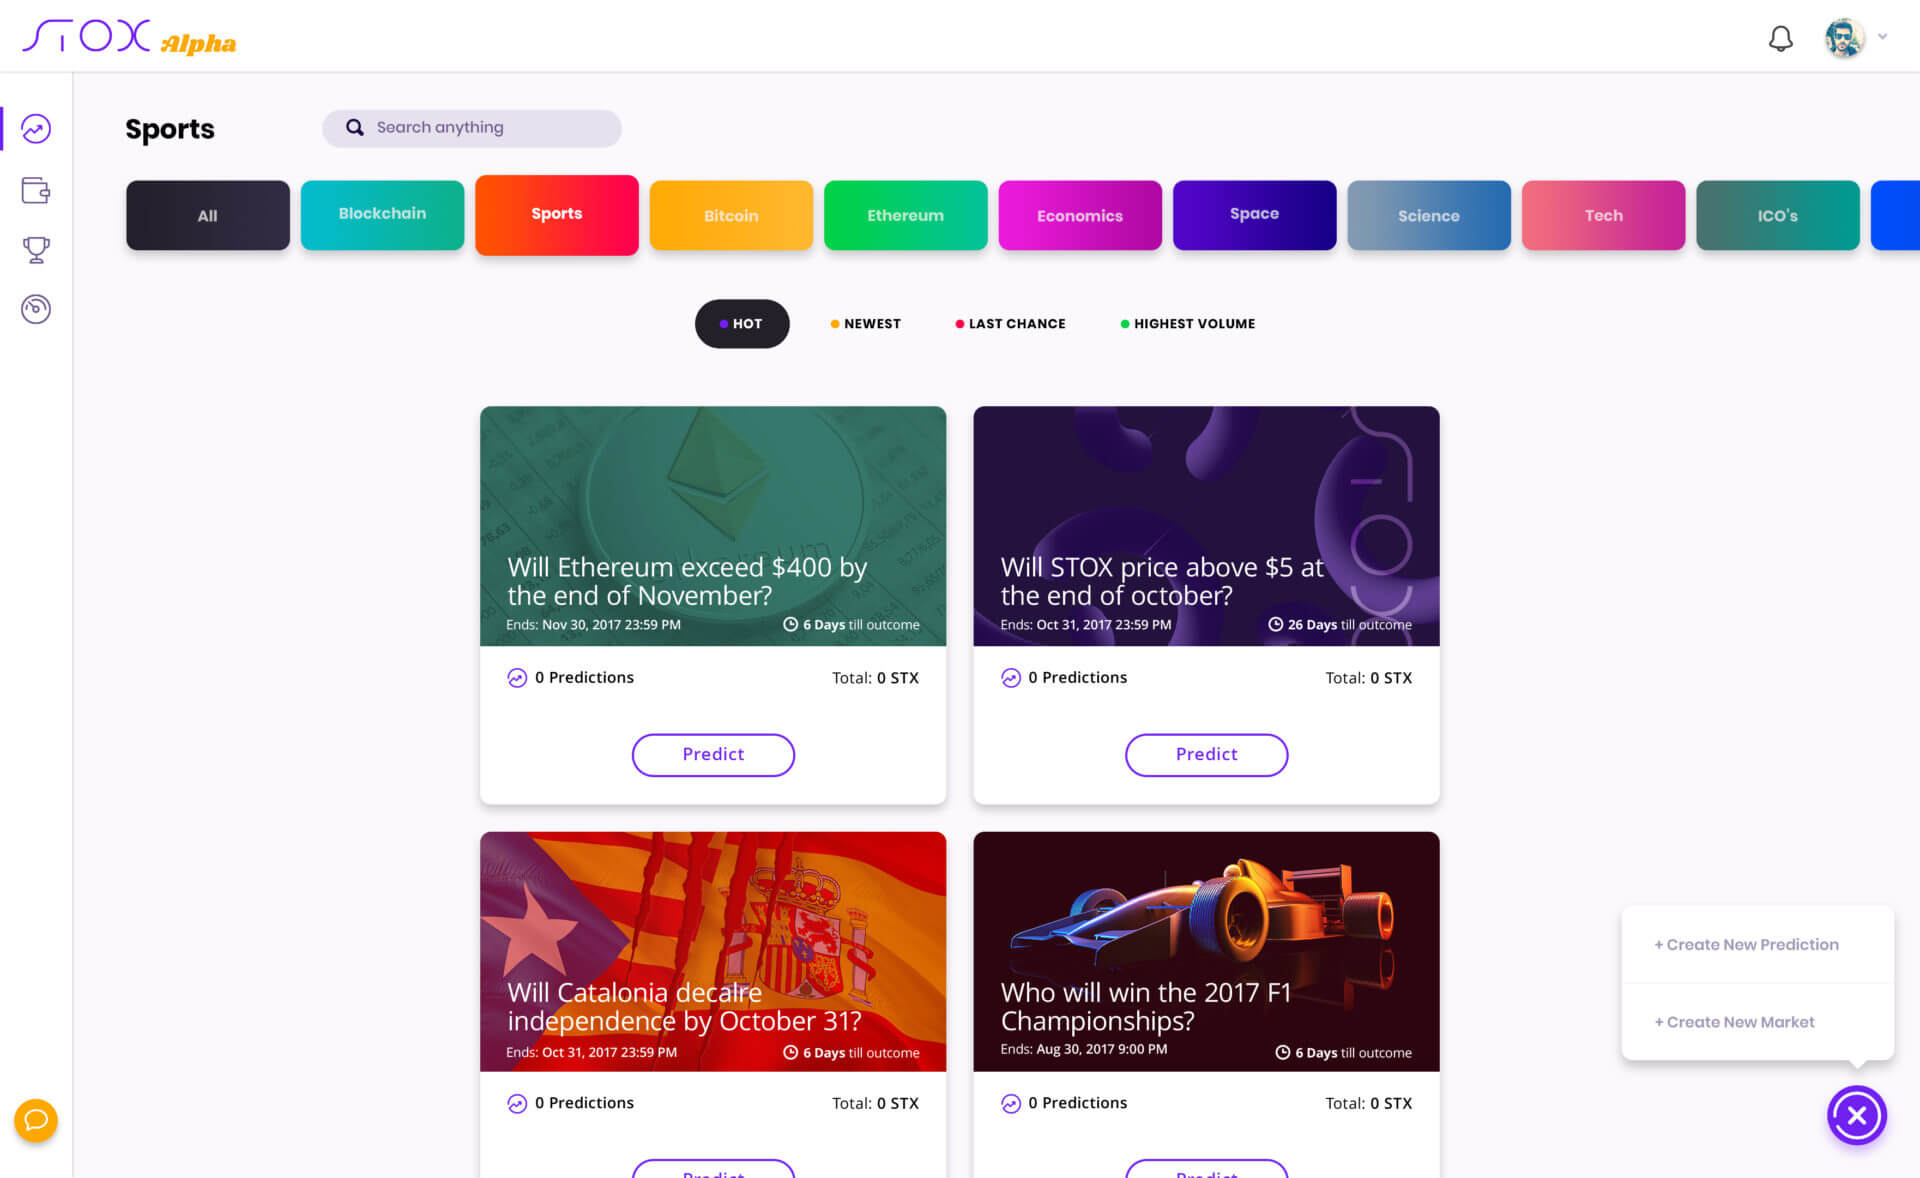 STOX Alpha
Sports
Search anything
All
Blockchain
Sports
Bitcoin
Ethereum
Economics
Space
Science
Tech
ICO's
HOT
NEWEST
LAST CHANCE
HIGHEST VOLUME
Will Ethereum exceed $400 by
the end of November?
Ends: Nov 30, 2017 23:59 PM
6 Days till outcome
0 Predictions
Total: 0 STX
Predict
Will STOX price above $5 at
the end of october?
Ends: Oct 31, 2017 23:59 PM
26 Days till outcome
0 Predictions
Total: 0 STX
Predict
Will Catalonia decalre
independence by October 31?
Ends: Oct 31, 2017 23:59 PM
6 Days till outcome
0 Predictions
Total: 0 STX
Predict
Who will win the 2017 F1
Championships?
Ends: Aug 30, 2017 9:00 PM
6 Days till outcome
0 Predictions
Total: 0 STX
Predict
+ Create New Prediction
+ Create New Market